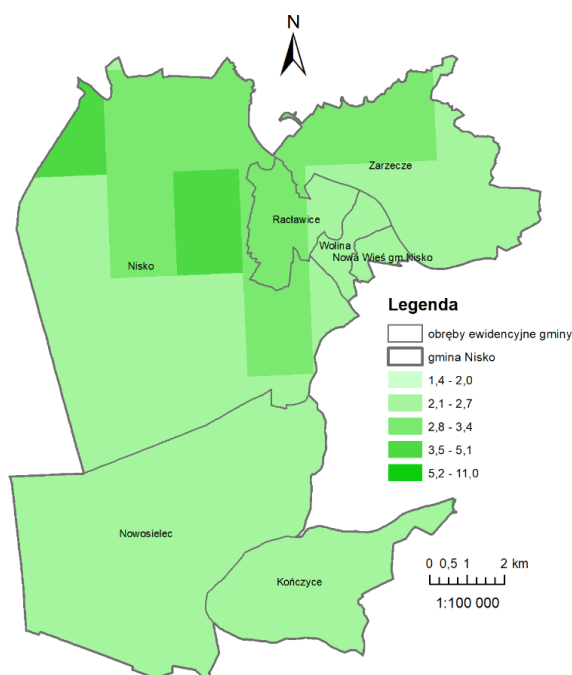 N
Zarzecze
Racławice
Wolina
Nowa Wieś gm.Nisko
Nisko
Legenda
obręby ewidencyjne gminy
gmina Nisko
1,4 - 2,0
2,1 - 2,7
2,8 - 3,4
3,5 - 5,1
5,2 - 11,0
Nowosielec
Kończyce
0 0,5 1 2 km
1:100 000